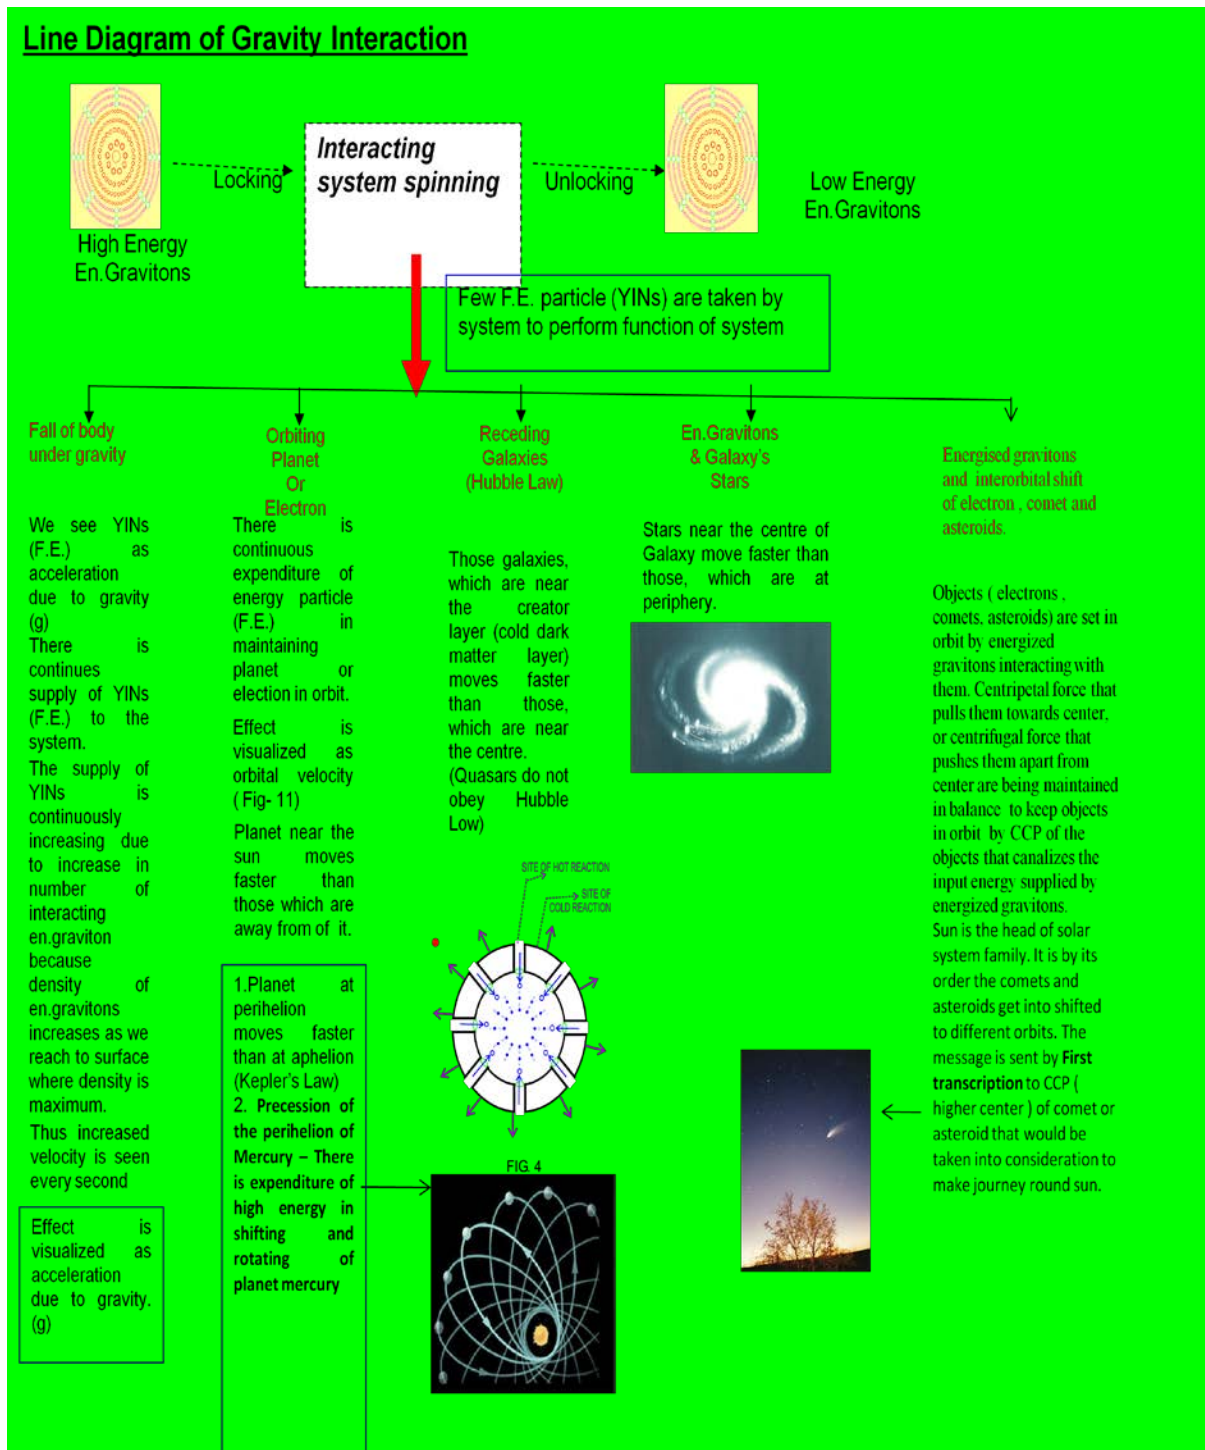 Line Diagram of Gravity Interaction
High Energy
En.Gravitons
Locking
Interacting
system spinning
Unlocking
Low Energy
En.Gravitons
Few F.E. particle (YINs) are taken by
system to perform function of system
Fall of body
under gravity
We see YINs
(F.E.) as
acceleration
due to gravity
(g)
There is
continues
supply of YINs
(F.E.) to the
system.
The supply of
YINs is
continuously
increasing due
to increase in
number of
interacting
en.graviton
because
density of
en.gravitons
increases as we
reach to surface
where density is
maximum.
Thus increased
velocity is seen
every second
Effect is
visualized as
acceleration
due to gravity.
(g)
Orbiting
Planet
Or
Electron
There is
continuous
expenditure of
energy particle
(F.E.) in
maintaining
planet or
election in orbit.
Effect is
visualized as
orbital velocity
( Fig- 11)
Planet near the
sun moves
faster than
those which are
away from of it.
1.Planet at
perihelion
moves faster
than at aphelion
(Kepler's Law)
2. Precession of
the perihelion of
Mercury – There
is expenditure of
high energy in
shifting and
rotating of
planet mercury
Receding
Galaxies
(Hubble Law)
Those galaxies,
which are near
the creator
layer (cold dark
matter layer)
moves faster
than those,
which are near
the centre.
(Quasars do not
obey Hubble
Low)
SITE OF HOT REACTION
SITE OF
COLD REACTION
FIG. 4
En.Gravitons
& Galaxy's
Stars
Stars near the centre of
Galaxy move faster than
those, which are at
periphery.
Energised gravitons
and interorbital shift
of electron , comet and
asteroids.
Objects ( electrons ,
comets, asteroids) are set in
orbit by energized
gravitons interacting with
them. Centripetal force that
pulls them towards center,
or centrifugal force that
pushes them apart from
center are being maintained
in balance to keep objects
in orbit by CCP of the
objects that canalizes the
input energy supplied by
energized gravitons.
Sun is the head of solar
system family. It is by its
order the comets and
asteroids get into shifted
to different orbits. The
message is sent by First
transcription to CCP (
higher center ) of comet or
asteroid that would be
taken into consideration to
make journey round sun.